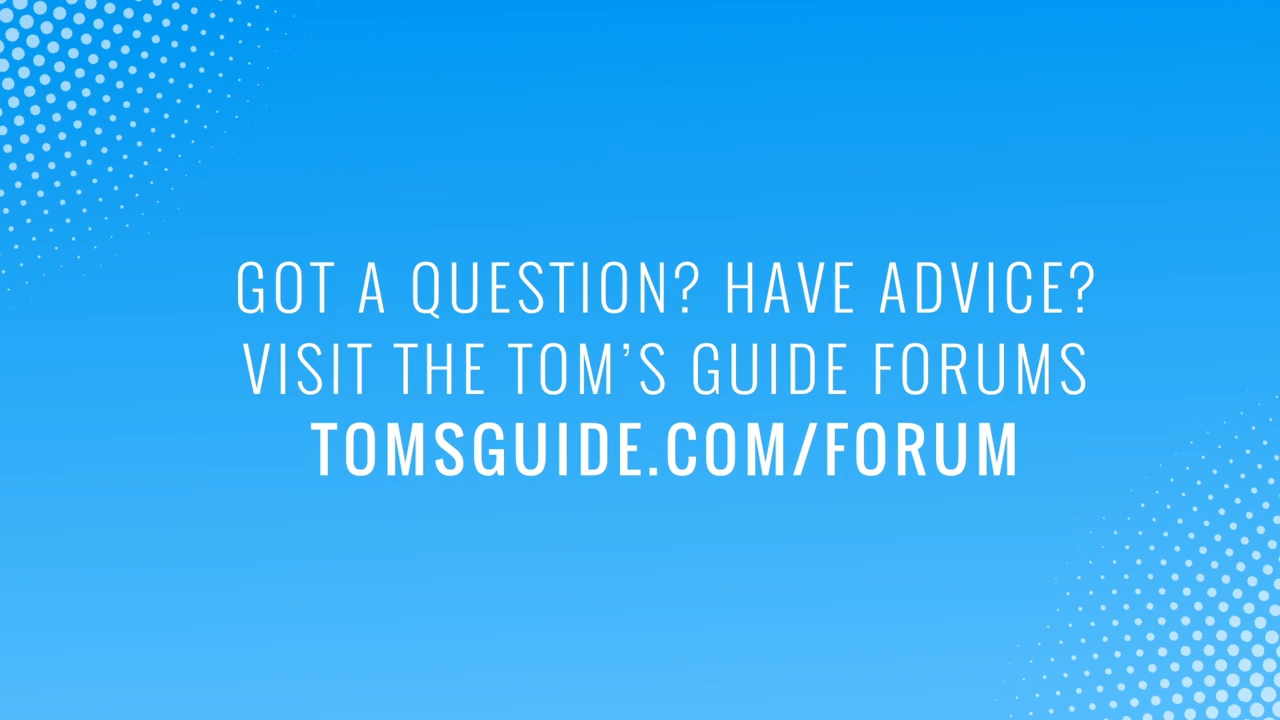 GOT A QUESTION? HAVE ADVICE?
VISIT THE TOM’S GUIDE FORUMS
TOMSGUIDE.COM/FORUM